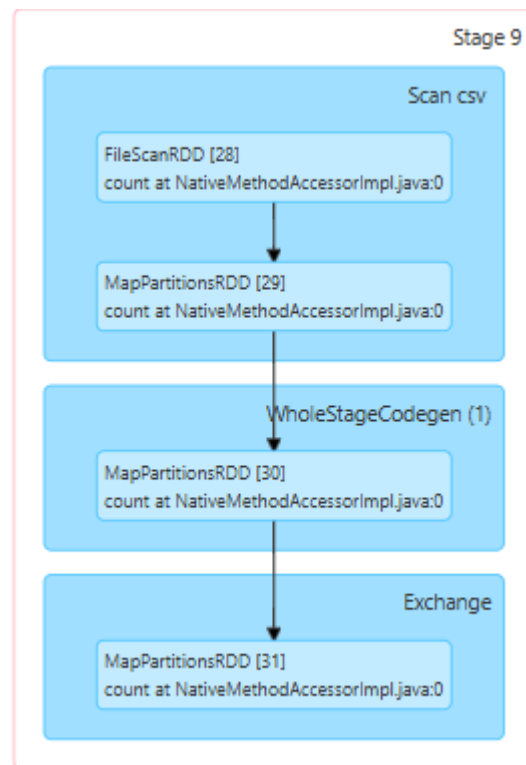 Stage 9
Scan csv
FileScanRDD [28]
count at NativeMethodAccessorImpl.java:0
MapPartitionsRDD [29]
count at NativeMethodAccessorImpl.java:0
WholeStageCodegen (1)
MapPartitionsRDD [30]
count at NativeMethodAccessorImpl.java:0
Exchange
MapPartitionsRDD [31]
count at NativeMethodAccessorImpl.java:0